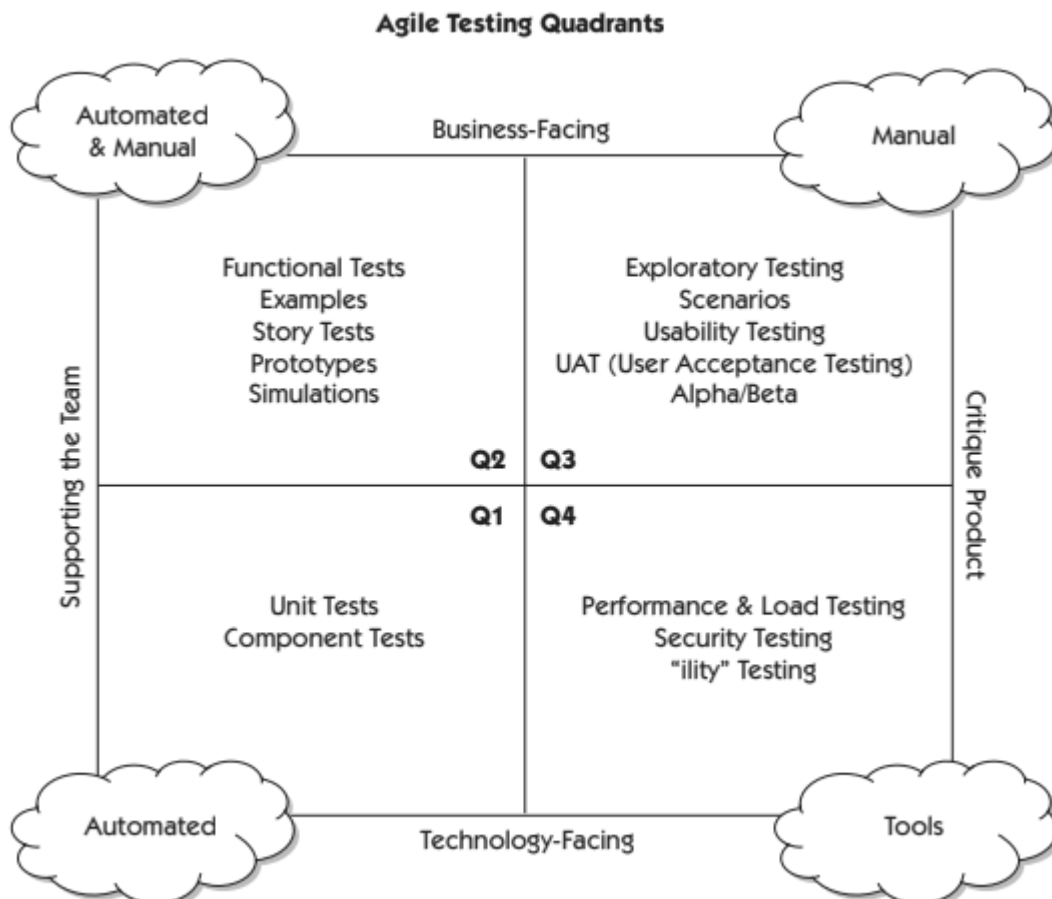 Agile Testing Quadrants
Automated
& Manual
Business-Facing
Manual
Functional Tests
Examples
Story Tests
Prototypes
Simulations
Exploratory Testing
Scenarios
Usability Testing
UAT (User Acceptance Testing)
Alpha/Beta
Supporting the Team
Critique Product
Q2
Q3
Q1
Q4
Unit Tests
Component Tests
Performance & Load Testing
Security Testing
“ility” Testing
Automated
Technology-Facing
Tools